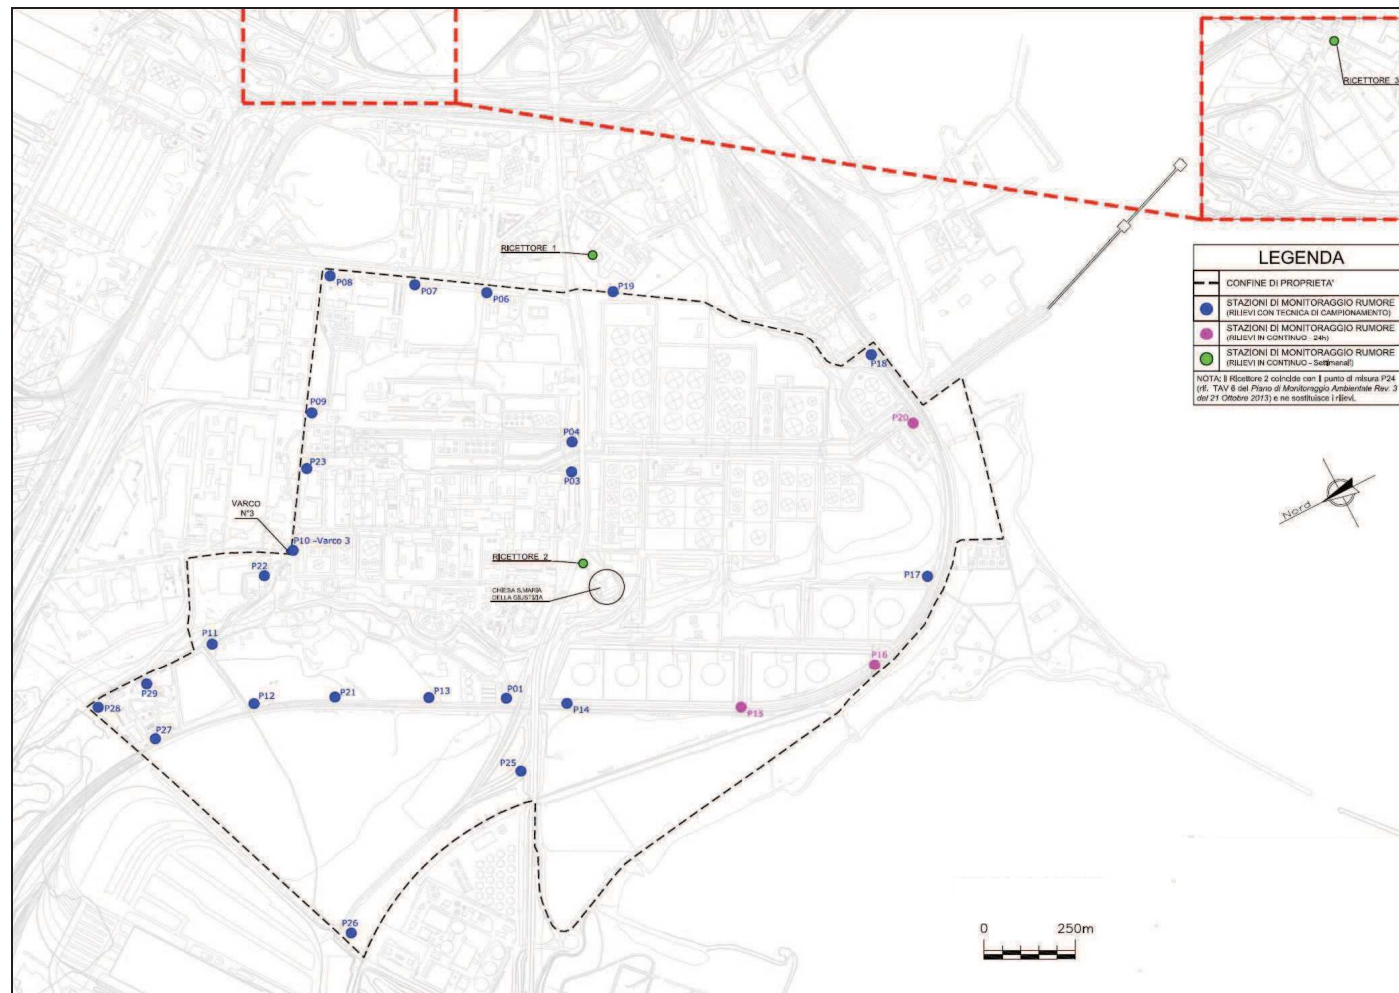 RICETTORE 3
RICETTORE 1
LEGENDA
CONFINE DI PROPRIETA'
STAZIONI DI MONITORAGGIO RUMORE
(RILIEVI CON TECNICA DI CAMPIONAMENTO)
STAZIONI DI MONITORAGGIO RUMORE
(RILIEVI IN CONTINUO - 24h)
STAZIONI DI MONITORAGGIO RUMORE
(RILIEVI IN CONTINUO - Settimanali)
NOTA: Il Ricettore 2 coincide con il punto di misura P24
(rif. TAV 6 del Piano di Monitoraggio Ambientale Rev. 3
del 21 Ottobre 2013) e ne sostituisce i rilievi.
P08
P07
P06
P19
P18
P09
P20
P04
P23
P03
Nord
VARCO
N°3
P10 -Varco 3
RICETTORE 2
P22
P17
CHIESA S.MARIA
DELLA GIUSTIZIA
P11
P16
P29
P12
P21
P13
P01
P28
P14
P15
P27
P25
P26
0 250m